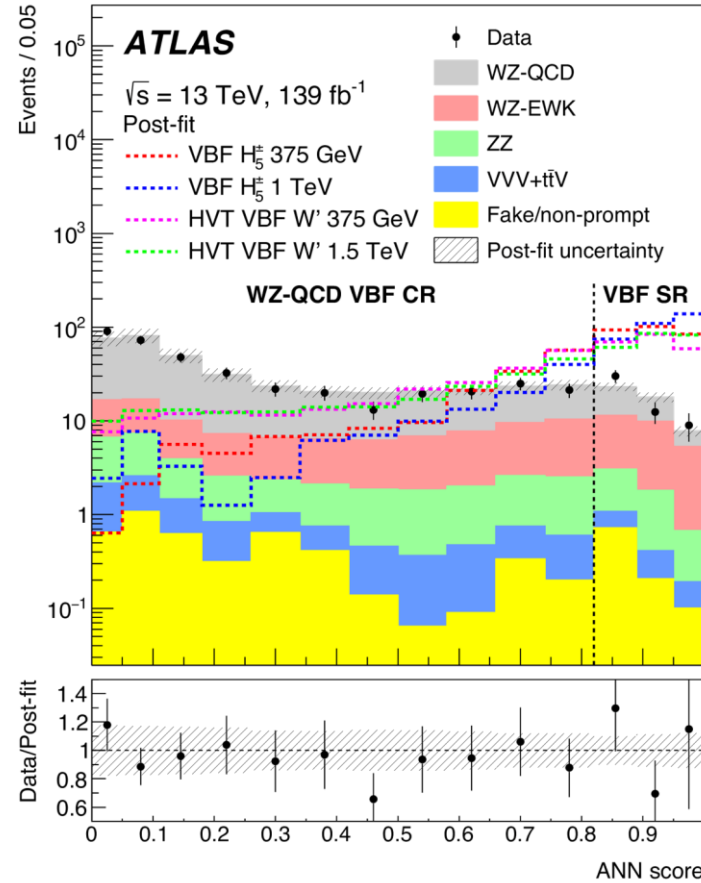 Events / 0.05
10⁵
10⁴
10³
10²
10
1
10⁻¹
ATLAS
√s = 13 TeV, 139 fb⁻¹
Post-fit
VBF H₅± 375 GeV
VBF H₅± 1 TeV
HVT VBF W' 375 GeV
HVT VBF W' 1.5 TeV
Data
WZ-QCD
WZ-EWK
ZZ
VVV+tt̄V
Fake/non-prompt
Post-fit uncertainty
WZ-QCD VBF CR
VBF SR
Data/Post-fit
1.4
1.2
1
0.8
0.6
0 0.1 0.2 0.3 0.4 0.5 0.6 0.7 0.8 0.9
ANN score